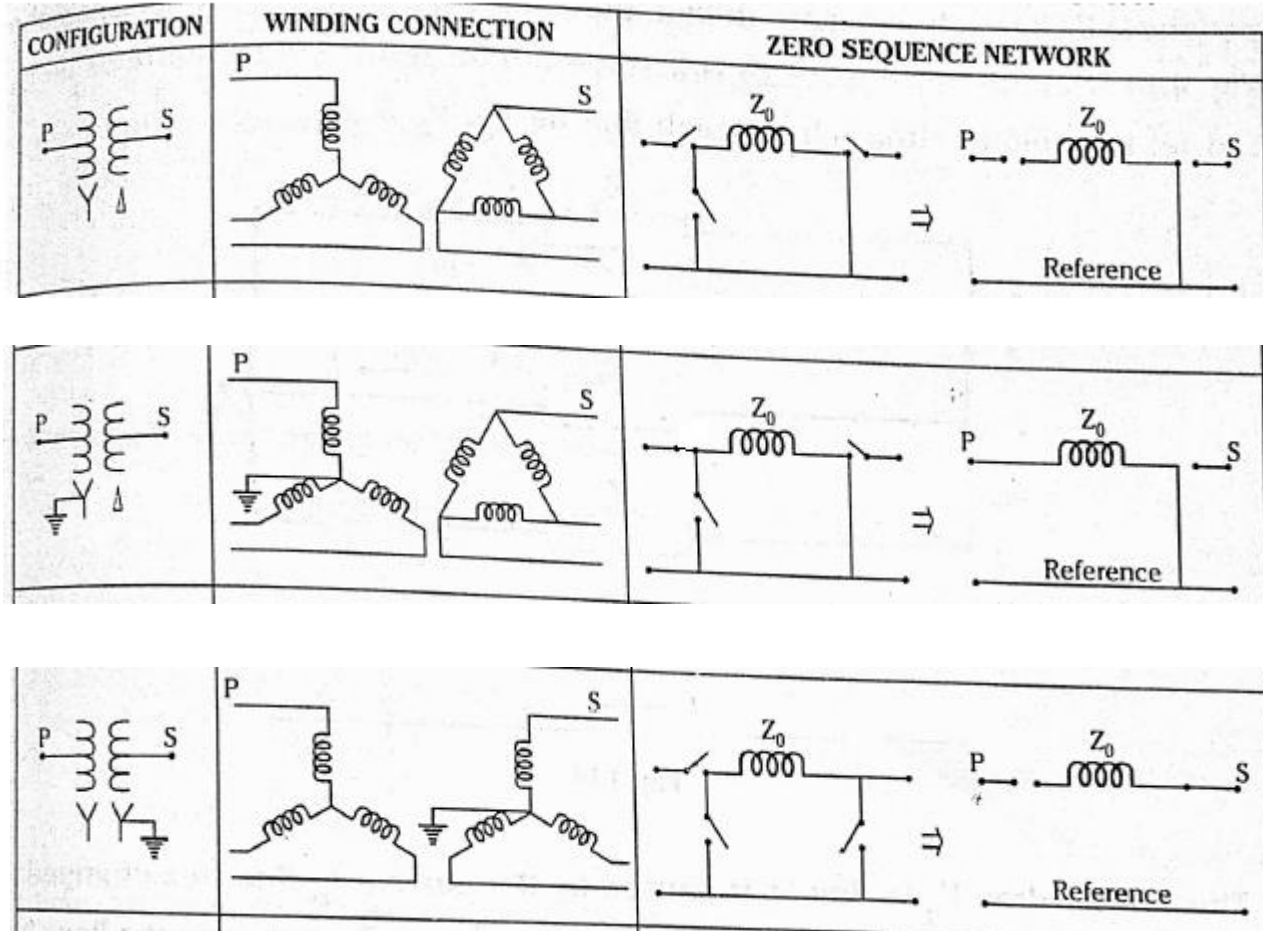 CONFIGURATION WINDING CONNECTION ZERO SEQUENCE NETWORK
P S P S Z0 P Z0 S
Y Δ
⇒
Reference
P S P S Z0 P Z0 S
Y Δ
⇒
Reference
P S P S Z0 P Z0 S
Y Y
⇒
Reference